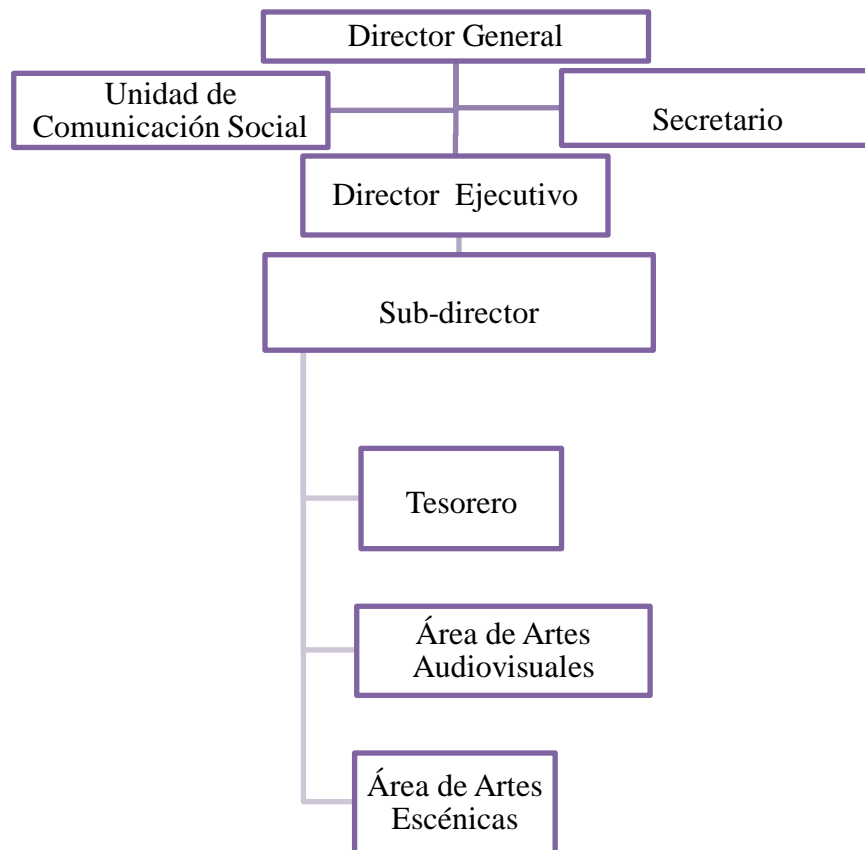 Director General
Unidad de
Comunicación Social
Secretario
Director Ejecutivo
Sub-director
Tesorero
Área de Artes
Audiovisuales
Área de Artes
Escénicas